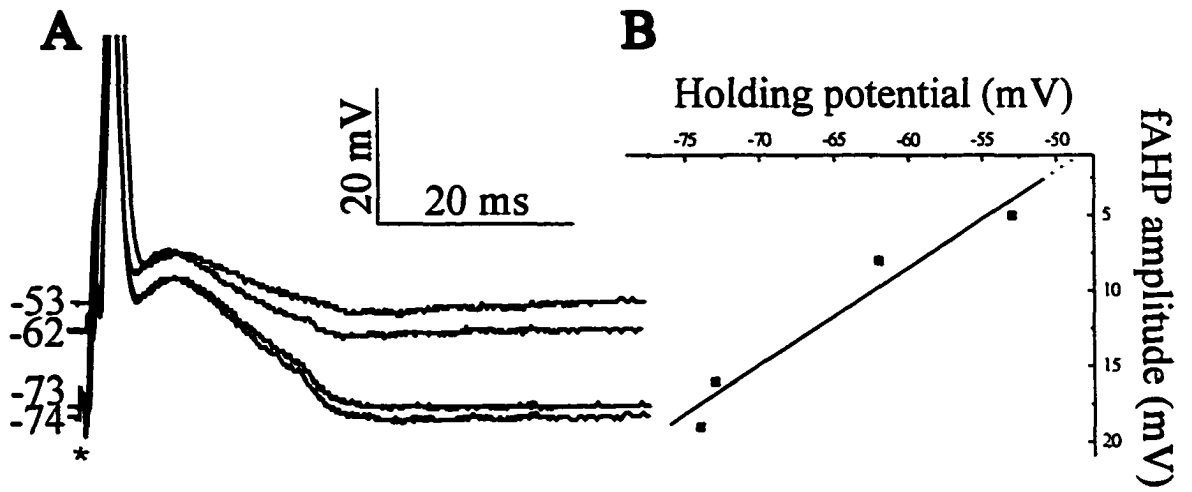 A
20 mV
20 ms
-53
-62
-73
-74
*
B
Holding potential (mV)
-75 -70 -65 -60 -55 -50
fAHP amplitude (mV)
5
10
15
20